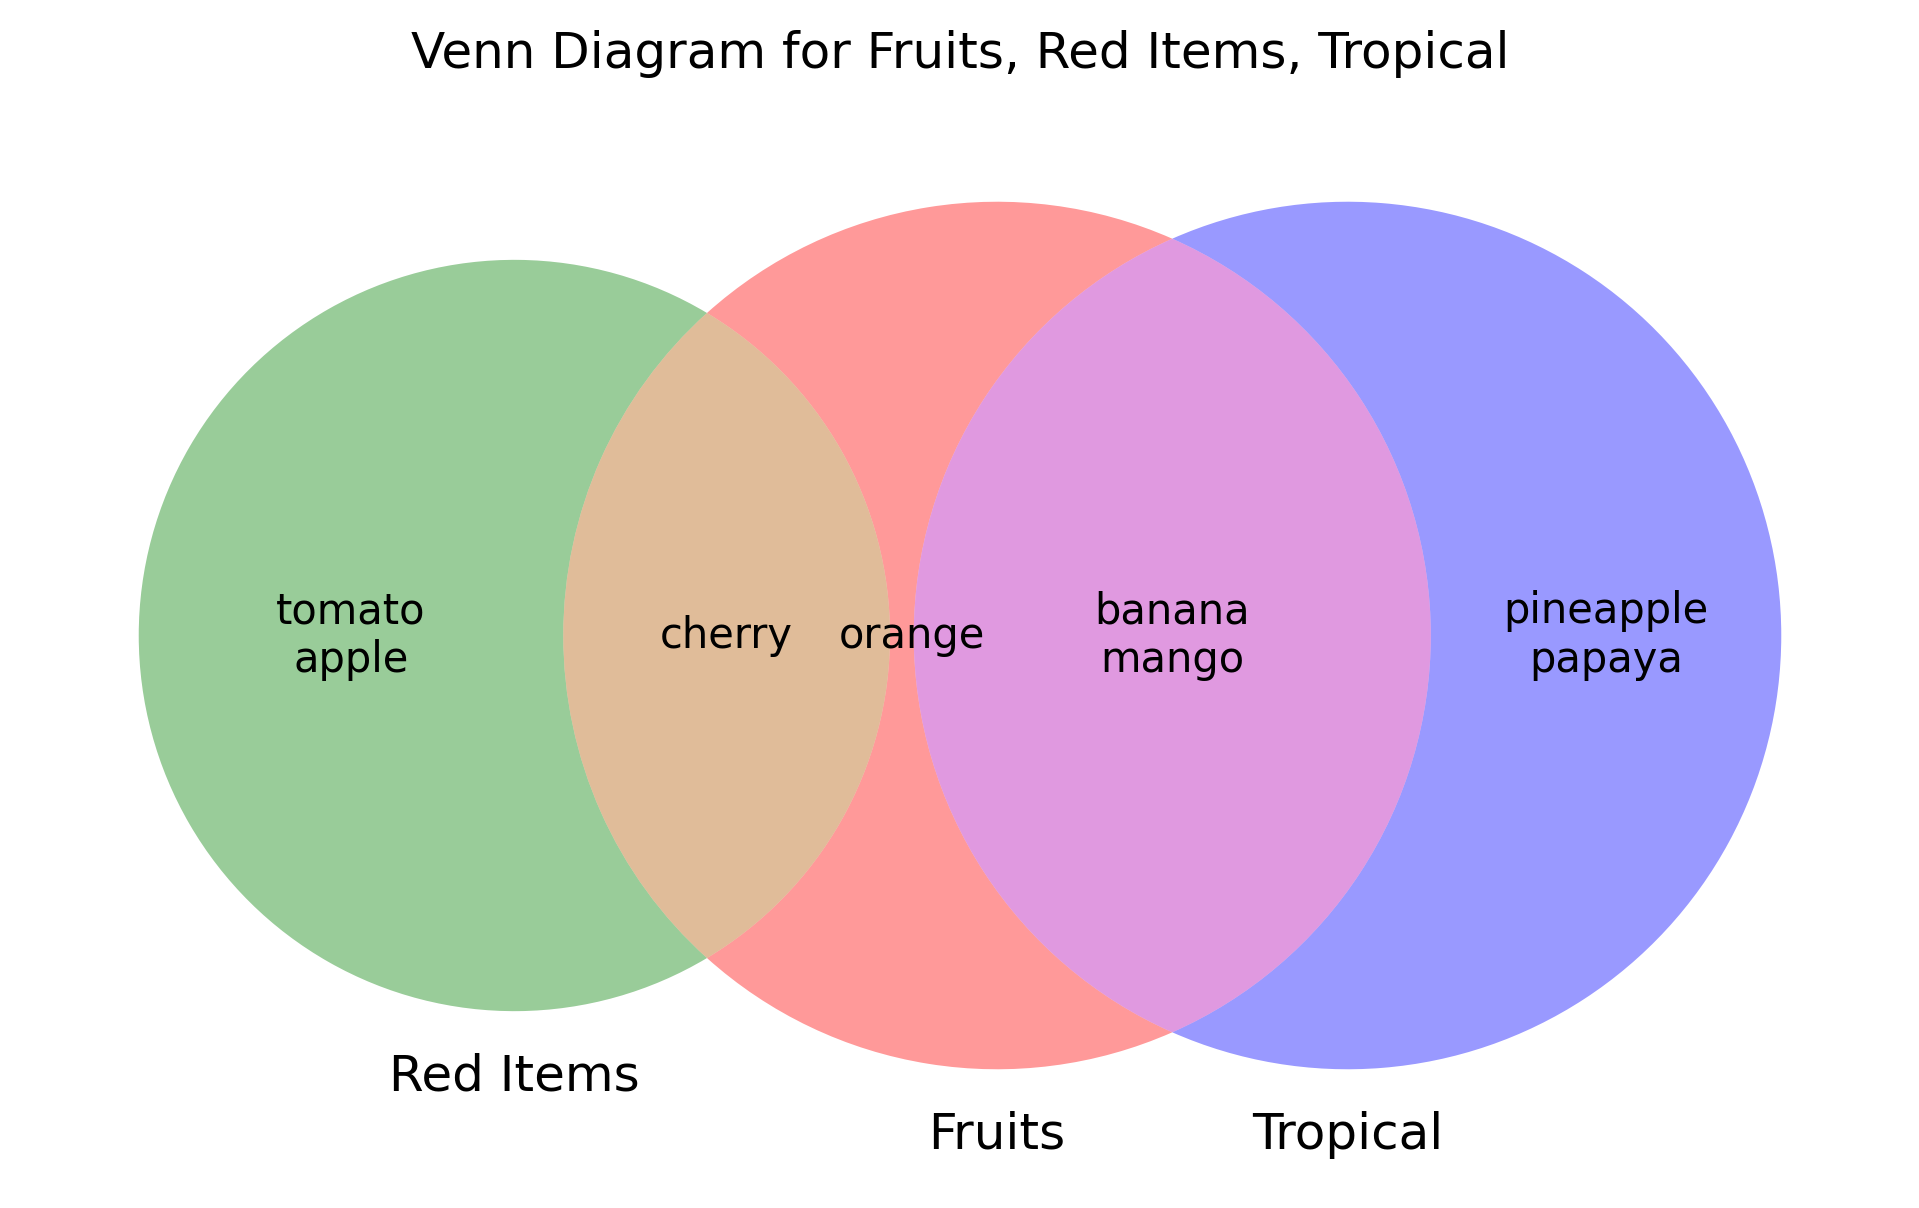 Venn Diagram for Fruits, Red Items, Tropical
tomato
apple
cherry
orange
banana
mango
pineapple
papaya
Red Items
Fruits
Tropical